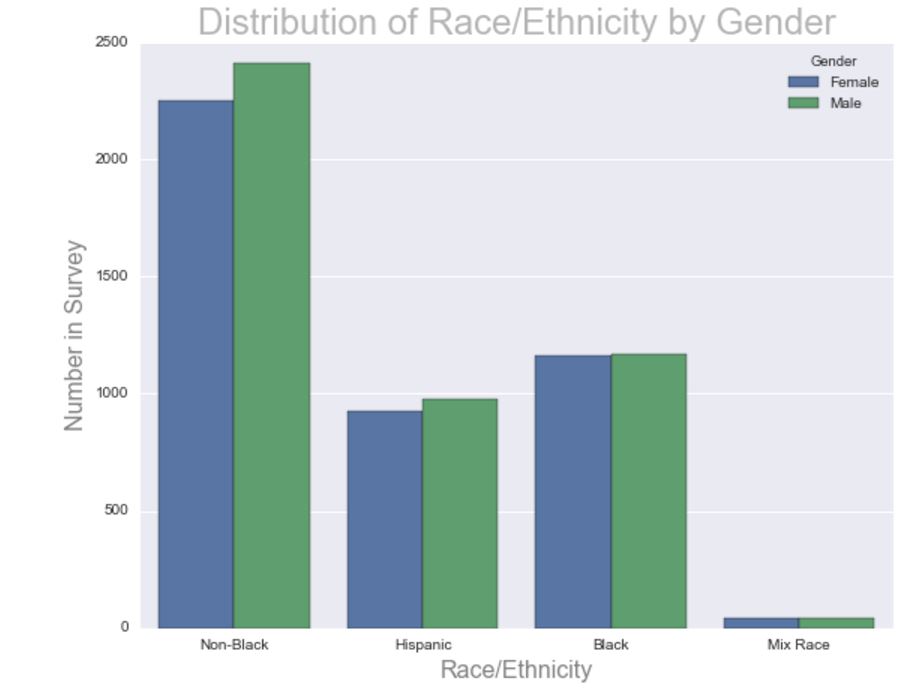 Distribution of Race/Ethnicity by Gender
Gender
Female
Male
Number in Survey
2500
2000
1500
1000
500
0
Non-Black Hispanic Black Mix Race
Race/Ethnicity